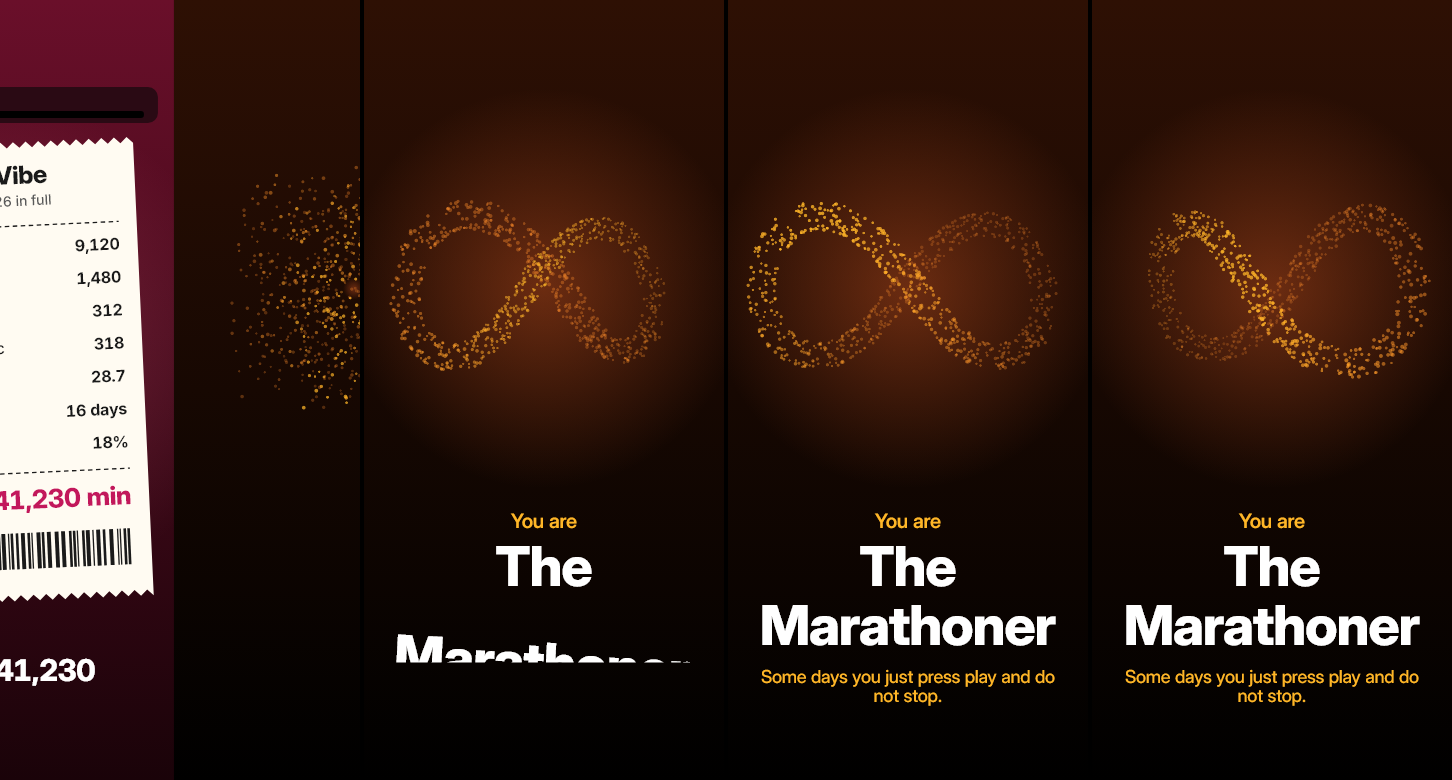 Vibe
26 in full
9,120
1,480
312
318
28.7
16 days
18%
41,230 min
41,230
You are
The
Marathoner
You are
The
Marathoner
Some days you just press play and do
not stop.
You are
The
Marathoner
Some days you just press play and do
not stop.